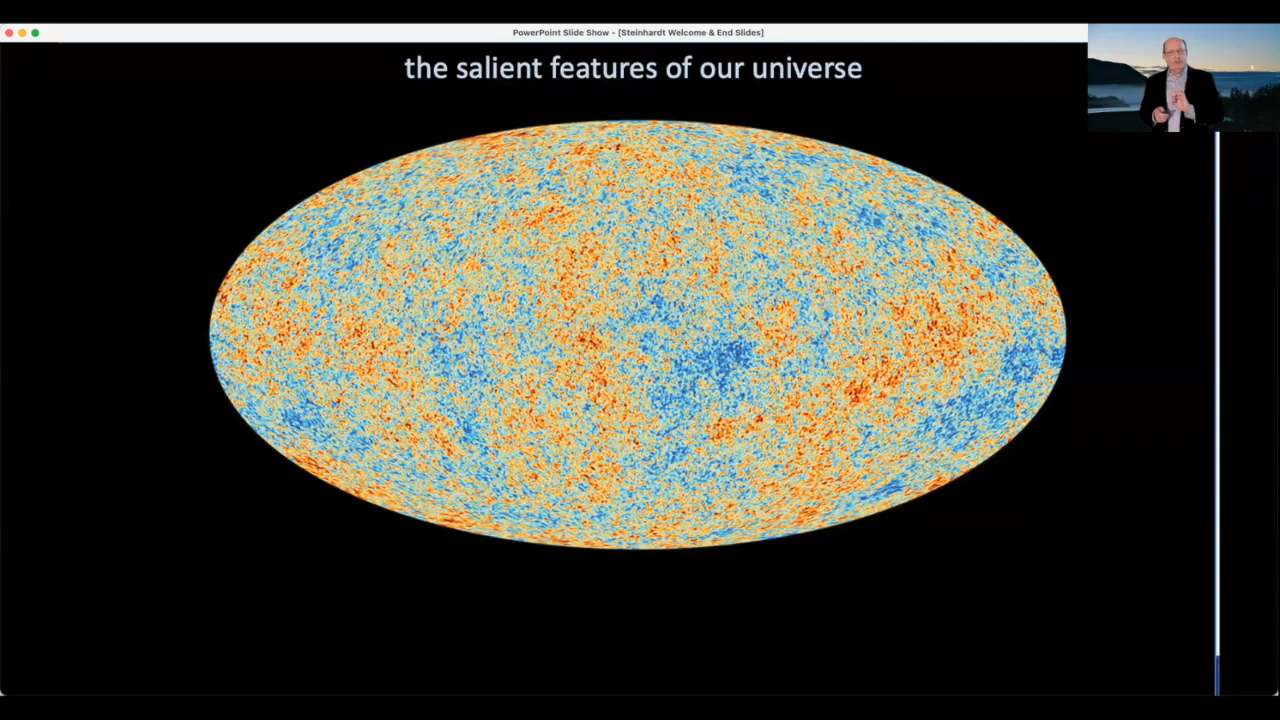 PowerPoint Slide Show - [Steinhardt Welcome & End Slides]
the salient features of our universe